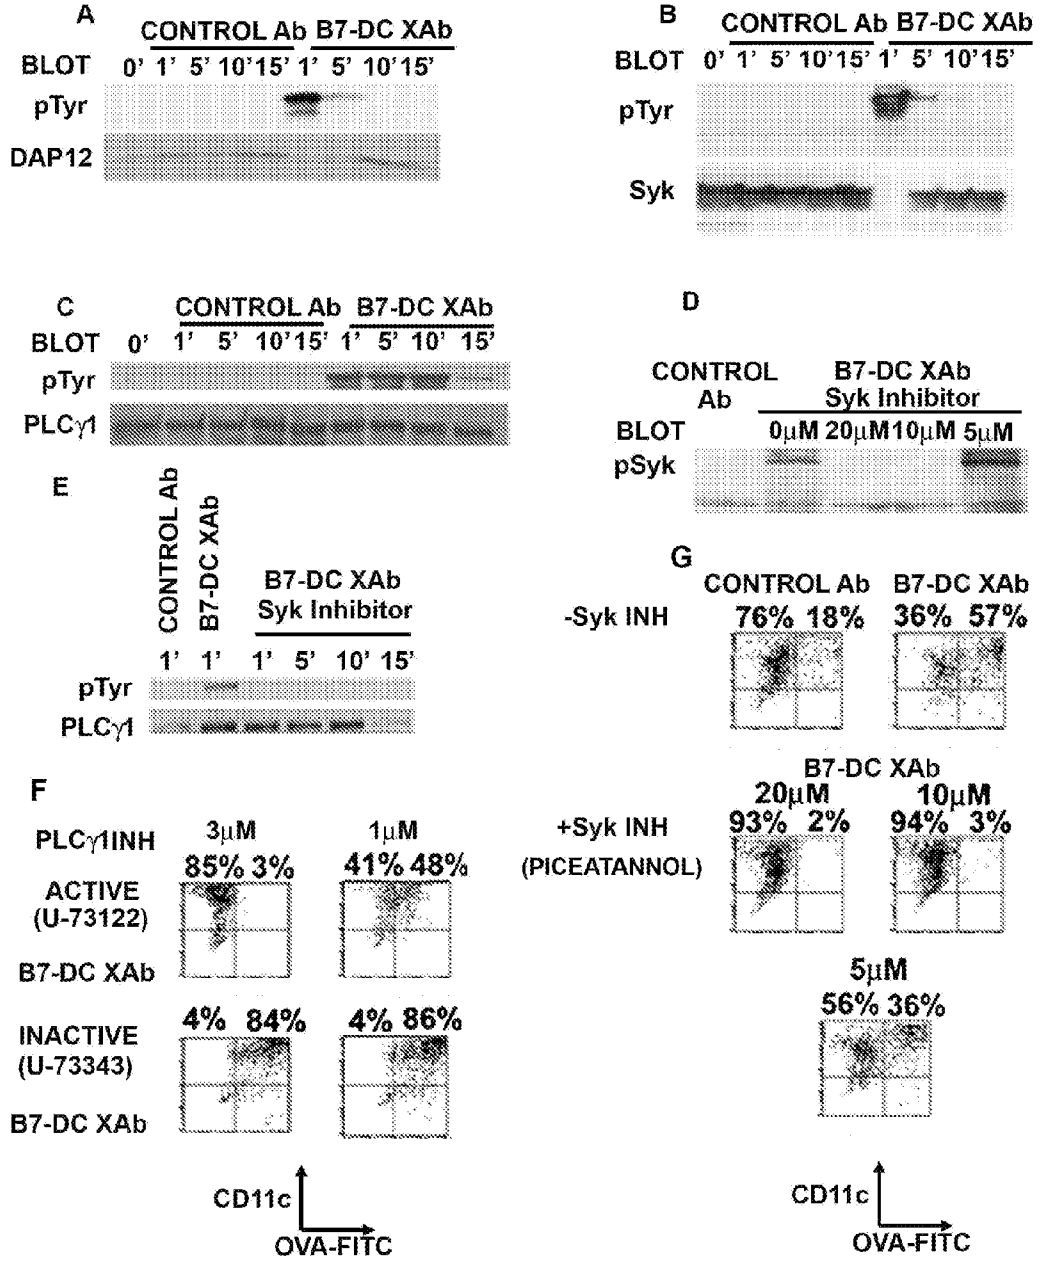 A
CONTROL Ab B7-DC XAb
BLOT 0' 1' 5' 10' 15' 1' 5' 10' 15'
pTyr
DAP12
B
CONTROL Ab B7-DC XAb
BLOT 0' 1' 5' 10' 15' 1' 5' 10' 15'
pTyr
Syk
C
CONTROL Ab B7-DC XAb
BLOT 0' 1' 5' 10' 15' 1' 5' 10' 15'
pTyr
PLCγ1
D
CONTROL Ab
B7-DC XAb
Syk Inhibitor
BLOT 0μM 20μM 10μM 5μM
pSyk
E
CONTROL Ab
B7-DC XAb
B7-DC XAb
Syk Inhibitor
1' 1' 1' 5' 10' 15'
pTyr
PLCγ1
F
PLCγ1INH 3μM 1μM
85% 3% 41% 48%
ACTIVE
(U-73122)
B7-DC XAb
4% 84% 4% 86%
INACTIVE
(U-73343)
B7-DC XAb
CD11c
OVA-FITC
G
CONTROL Ab B7-DC XAb
-Syk INH 76% 18% 36% 57%
B7-DC XAb
20μM 10μM
+Syk INH 93% 2% 94% 3%
(PICEATANNOL)
5μM
56% 36%
CD11c
OVA-FITC